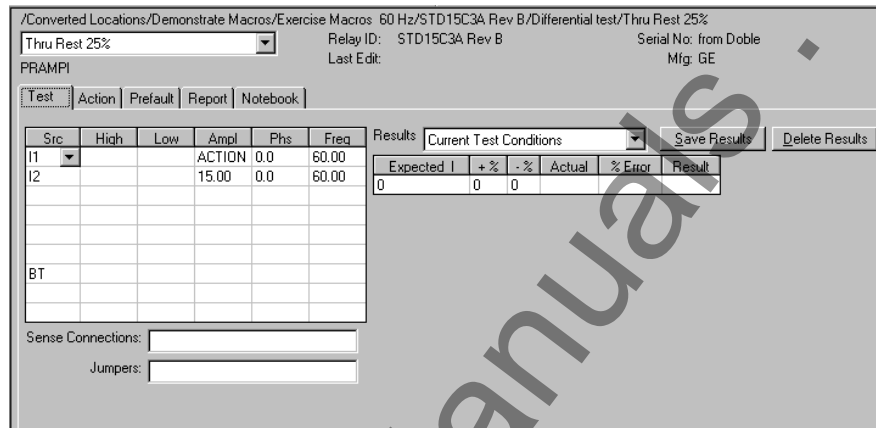 /Converted Locations/Demonstrate Macros/Exercise Macros 60 Hz/STD15C3A Rev B/Differential test/Thru Rest 25%
Thru Rest 25%
Relay ID: STD15C3A Rev B
Serial No: from Doble
Last Edit:
Mfg: GE
PRAMPI
Test Action Prefault Report Notebook
Results Current Test Conditions Save Results Delete Results
Src High Low Ampl Phs Freq
I1 ACTION 0.0 60.00
I2 15.00 0.0 60.00
BT
Expected I + % - % Actual % Error Result
0 0 0
Sense Connections:
Jumpers:
anuals .